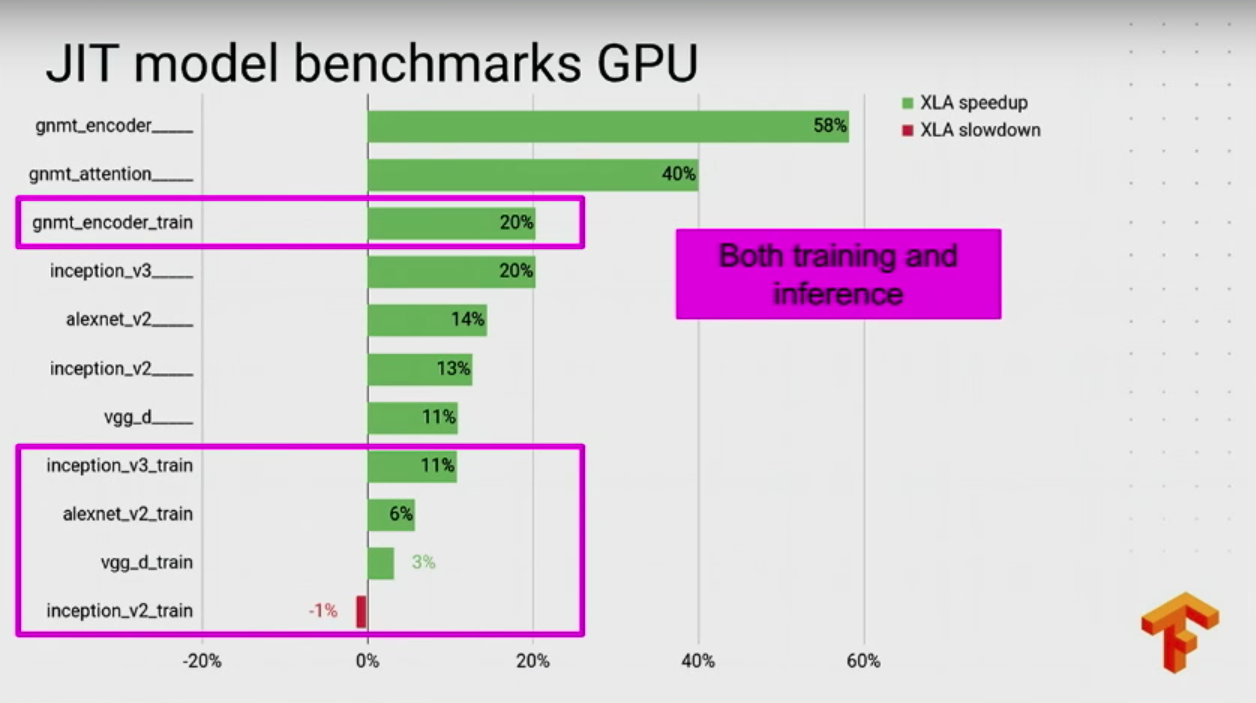 JIT model benchmarks GPU
XLA speedup
XLA slowdown
gnmt_encoder_____ 58%
gnmt_attention_____ 40%
gnmt_encoder_train 20%
inception_v3_____ 20%
alexnet_v2_____ 14%
inception_v2_____ 13%
vgg_d_____ 11%
inception_v3_train 11%
alexnet_v2_train 6%
vgg_d_train 3%
inception_v2_train -1%
-20% 0% 20% 40% 60%
Both training and
inference